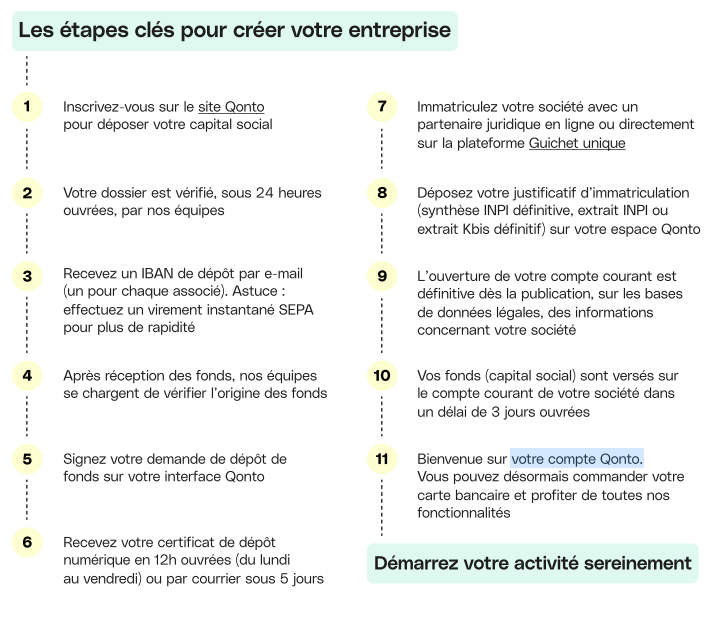 Les étapes clés pour créer votre entreprise
1
Inscrivez-vous sur le site Qonto
pour déposer votre capital social
2
Votre dossier est vérifié, sous 24 heures
ouvrées, par nos équipes
3
Recevez un IBAN de dépôt par e-mail
(un pour chaque associé). Astuce :
effectuez un virement instantané SEPA
pour plus de rapidité
4
Après réception des fonds, nos équipes
se chargent de vérifier l'origine des fonds
5
Signez votre demande de dépôt de
fonds sur votre interface Qonto
6
Recevez votre certificat de dépôt
numérique en 12h ouvrées (du lundi
au vendredi) ou par courrier sous 5 jours
7
Immatriculez votre société avec un
partenaire juridique en ligne ou directement
sur la plateforme Guichet unique
8
Déposez votre justificatif d'immatriculation
(synthèse INPI définitive, extrait INPI ou
extrait Kbis définitif) sur votre espace Qonto
9
L'ouverture de votre compte courant est
définitive dès la publication, sur les bases
de données légales, des informations
concernant votre société
10
Vos fonds (capital social) sont versés sur
le compte courant de votre société dans
un délai de 3 jours ouvrées
11
Bienvenue sur votre compte Qonto.
Vous pouvez désormais commander votre
carte bancaire et profiter de toutes nos
fonctionnalités
Démarrez votre activité sereinement